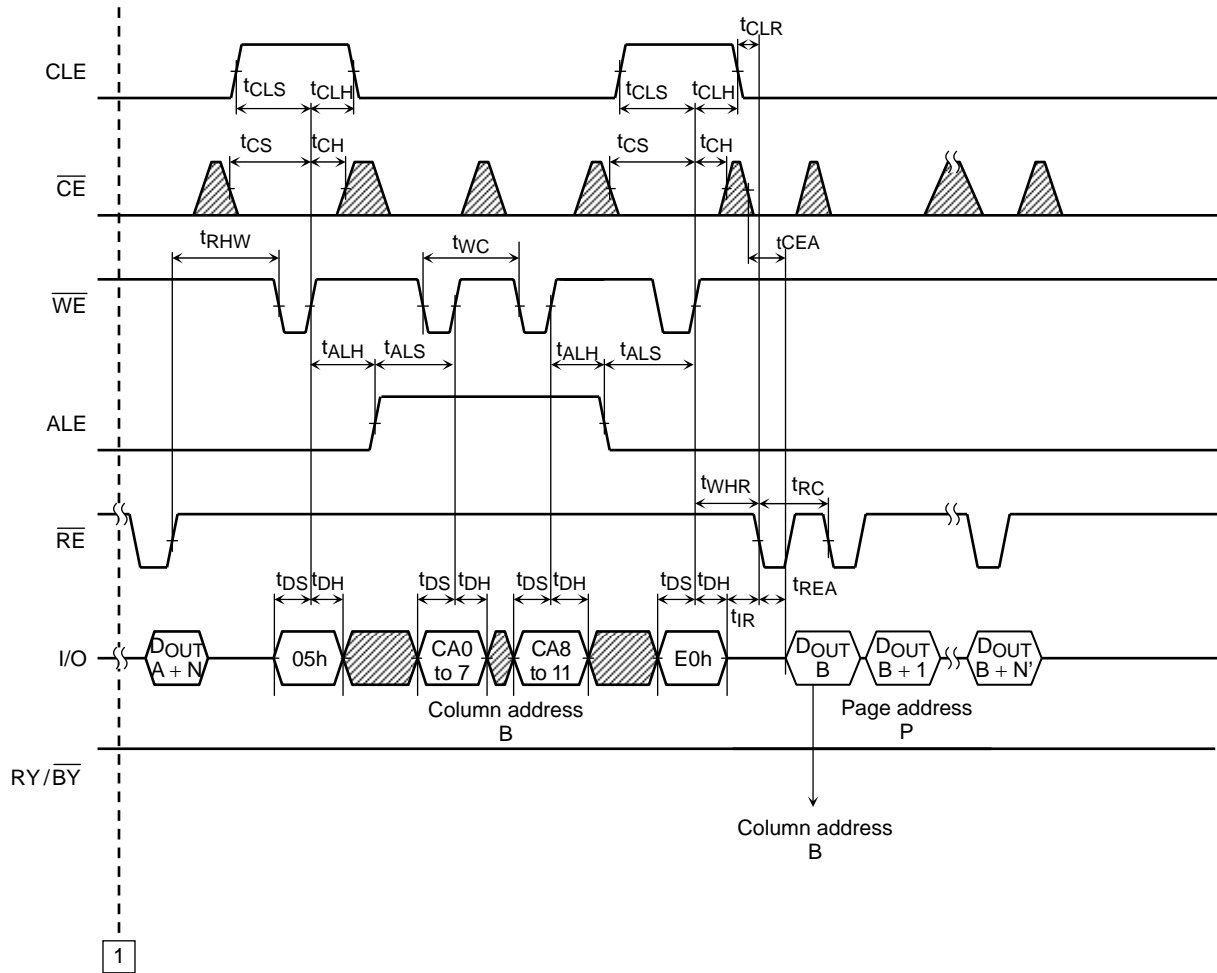 tCLR
CLE
tCLS tCLH tCLS tCLH
tCS tCH tCS tCH
CE
tRHW tWC tCEA
WE
tALH tALS tALH tALS
ALE
tWHR tRC
RE
tDS tDH tDS tDH tDS tDH tDS tDH tREA
tIR
I/O
DOUT
A + N
05h
CA0
to 7
CA8
to 11
E0h
DOUT
B
DOUT
B + 1
DOUT
B + N’
Column address
B
Page address
P
RY/BY
Column address
B
1